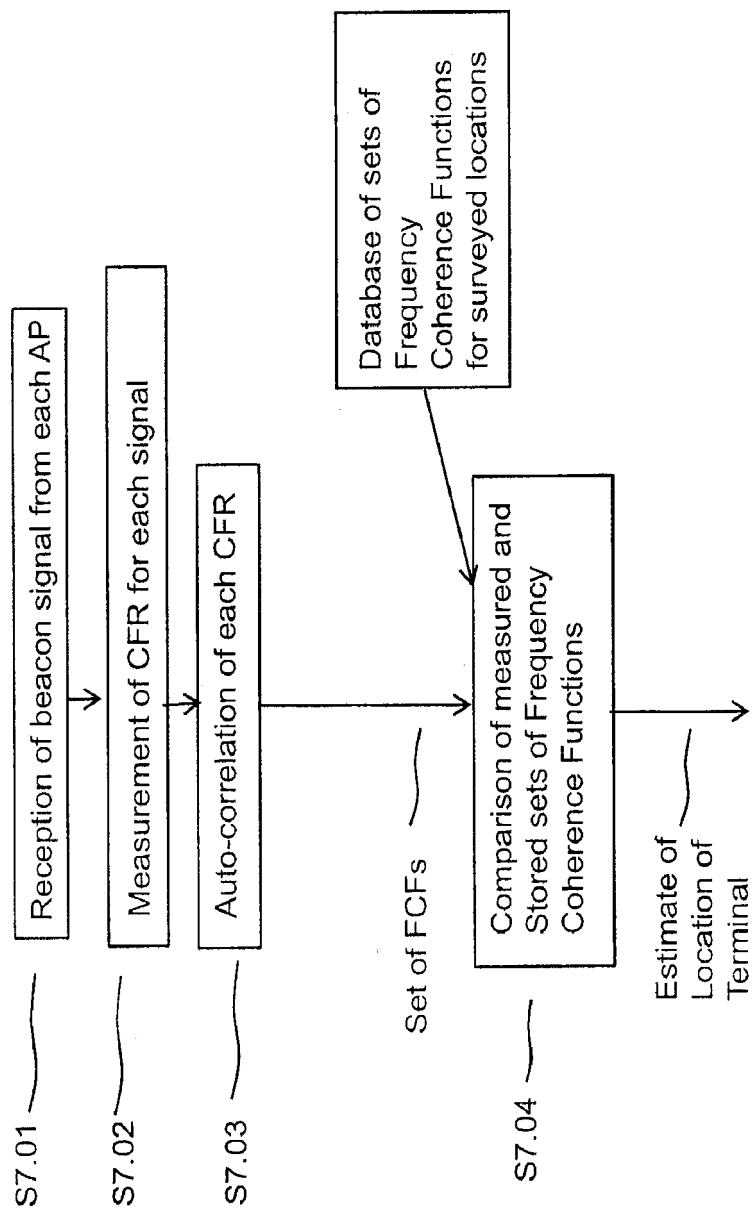 S7.01
Reception of beacon signal from each AP
S7.02
Measurement of CFR for each signal
S7.03
Auto-correlation of each CFR
Set of FCFs
Database of sets of
Frequency
Coherence Functions
for surveyed locations
S7.04
Comparison of measured and
Stored sets of Frequency
Coherence Functions
Estimate of
Location of
Terminal